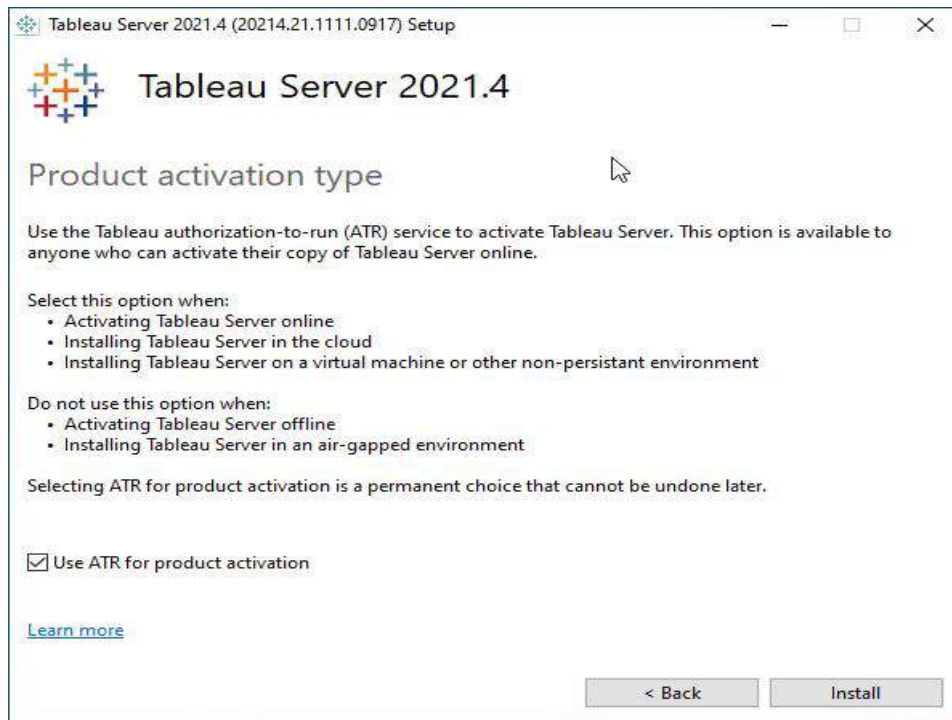 Tableau Server 2021.4 (20214.21.1111.0917) Setup
Tableau Server 2021.4
Product activation type
Use the Tableau authorization-to-run (ATR) service to activate Tableau Server. This option is available to
anyone who can activate their copy of Tableau Server online.
Select this option when:
• Activating Tableau Server online
• Installing Tableau Server in the cloud
• Installing Tableau Server on a virtual machine or other non-persistant environment
Do not use this option when:
• Activating Tableau Server offline
• Installing Tableau Server in an air-gapped environment
Selecting ATR for product activation is a permanent choice that cannot be undone later.
Use ATR for product activation
Learn more
< Back Install